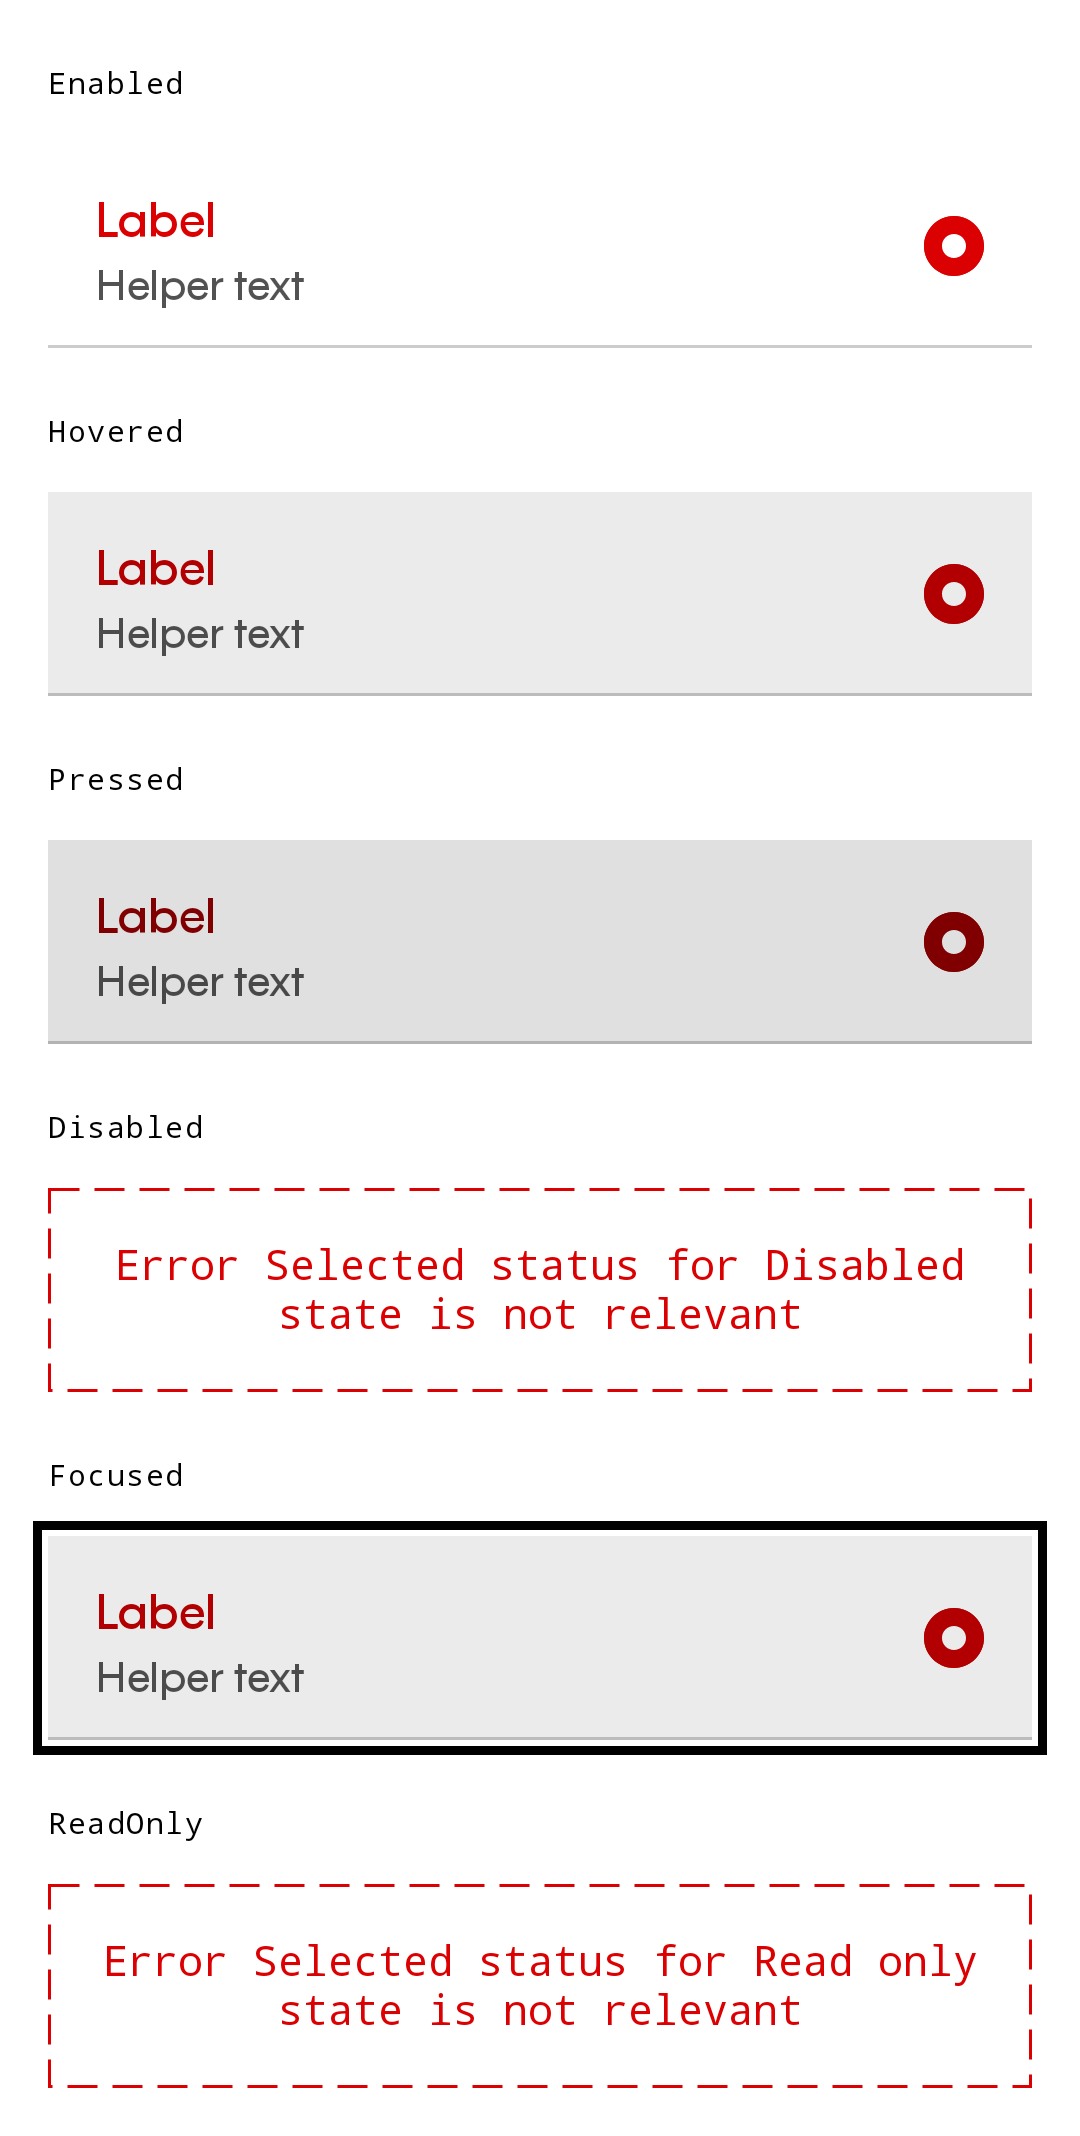 Enabled
Label
Helper text
Hovered
Label
Helper text
Pressed
Label
Helper text
Disabled
Error Selected status for Disabled
state is not relevant
Focused
Label
Helper text
ReadOnly
Error Selected status for Read only
state is not relevant